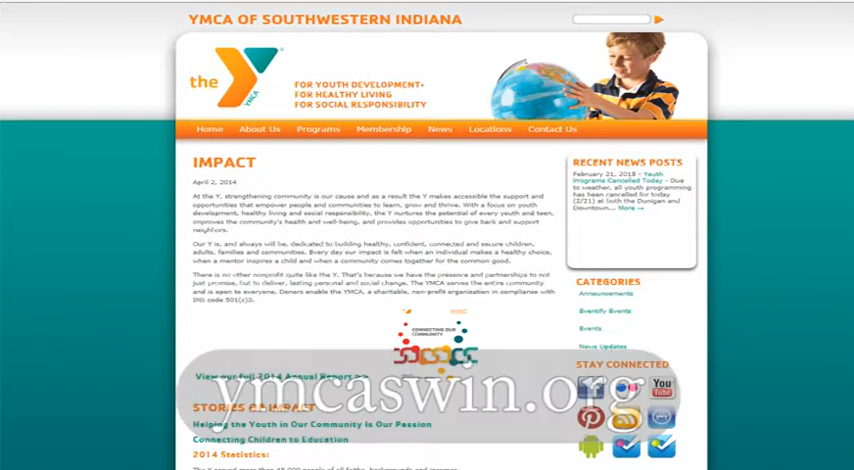 YMCA OF SOUTHWESTERN INDIANA
the
YMCA
FOR YOUTH DEVELOPMENT•
FOR HEALTHY LIVING
FOR SOCIAL RESPONSIBILITY
Home About Us Programs Membership News Locations Contact Us
IMPACT
April 2, 2014
At the Y, strengthening community is our cause and as a result the Y makes accessible the support and
opportunities that empower people and communities to learn, grow and thrive. With a focus on youth
development, healthy living and social responsibility, the Y nurtures the potential of every youth and teen,
improves the community's health and well-being, and provides opportunities to give back and support
neighbors.
Our Y is, and always will be, dedicated to building healthy, confident, connected and secure children,
adults, families and communities. Every day our impact is felt when an individual makes a healthy choice,
when a mentor inspires a child and when a community comes together for the common good.
There is no other nonprofit quite like the Y. That's because we have the presence and partnerships to not
just promise, but to deliver, lasting personal and social change. The YMCA serves the entire community
and is open to everyone. Donors enable the YMCA, a charitable, non-profit organization in compliance with
IRS code 501(c)3.
CONNECTING OUR
COMMUNITY
View our full 2014 Annual Report >>
STORIES OF IMPACT
Helping the Youth in Our Community Is Our Passion
Connecting Children to Education
2014 Statistics:
RECENT NEWS POSTS
February 21, 2015 - Youth
Programs Cancelled Today - Due
to weather, all youth programming
has been cancelled for today
(2/21) at both the Dunigan and
Downtown... More →
CATEGORIES
Announcements
Eventify Events
Events
News Updates
STAY CONNECTED
You
Tube
ymcaswin.org